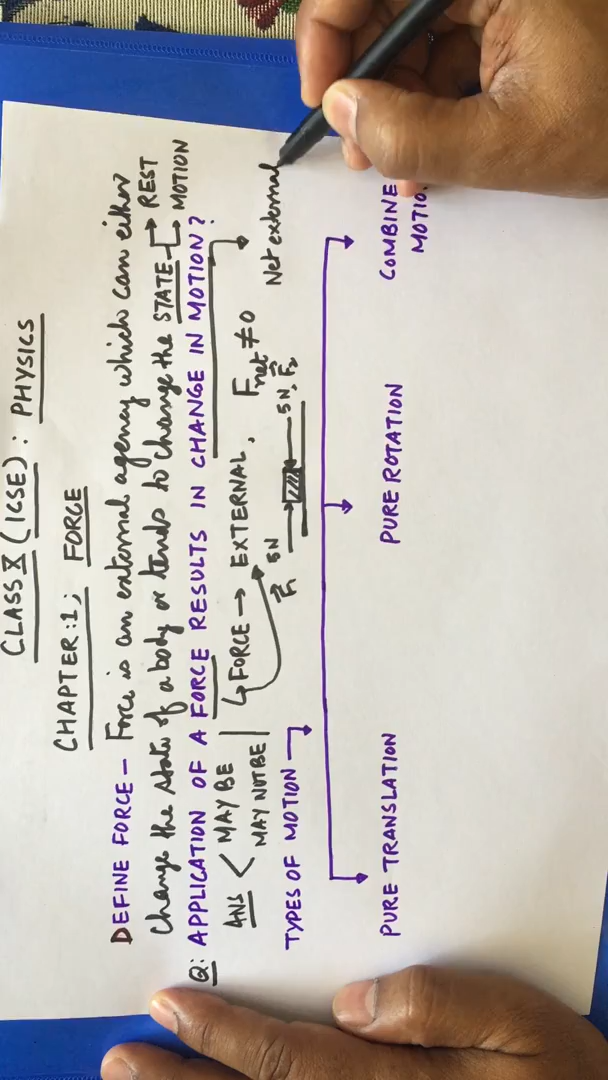 CLASS X (ICSE) : PHYSICS
CHAPTER:1; FORCE
DEFINE FORCE - Force is an external agency which can either
change the state of a body or tends to change the STATE → REST
→ MOTION
Q: APPLICATION OF A FORCE RESULTS IN CHANGE IN MOTION?
ANS < MAY BE
MAY NOT BE
↳ FORCE → EXTERNAL, Fnet ≠ 0
Net external
F₁ 5N
5N, F₂
TYPES OF MOTION
PURE TRANSLATION
PURE ROTATION
COMBINE
MOTIO